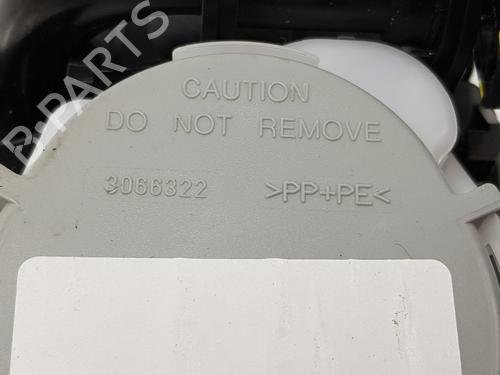 B-PARTS
CAUTION
DO NOT REMOVE
3066322 >PP+PE<